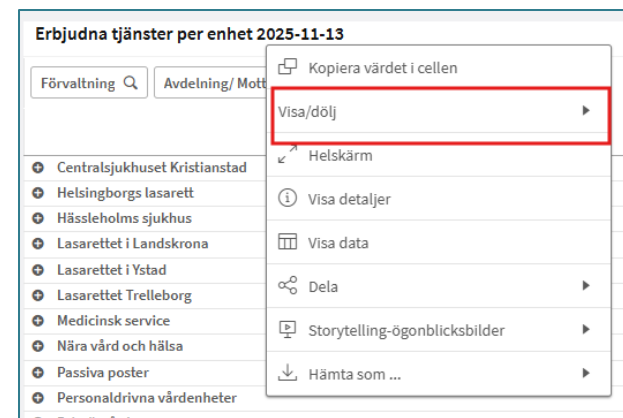 Erbjudna tjänster per enhet 2025-11-13
Förvaltning
Avdelning/ Mott
Kopiera värdet i cellen
Visa/dölj
Helskärm
Visa detaljer
Visa data
Dela
Storytelling-ögonblicksbilder
Hämta som ...
Centralsjukhuset Kristianstad
Helsingborgs lasarett
Hässleholms sjukhus
Lasarettet i Landskrona
Lasarettet i Ystad
Lasarettet Trelleborg
Medicinsk service
Nära vård och hälsa
Passiva poster
Personaldrivna vårdenheter